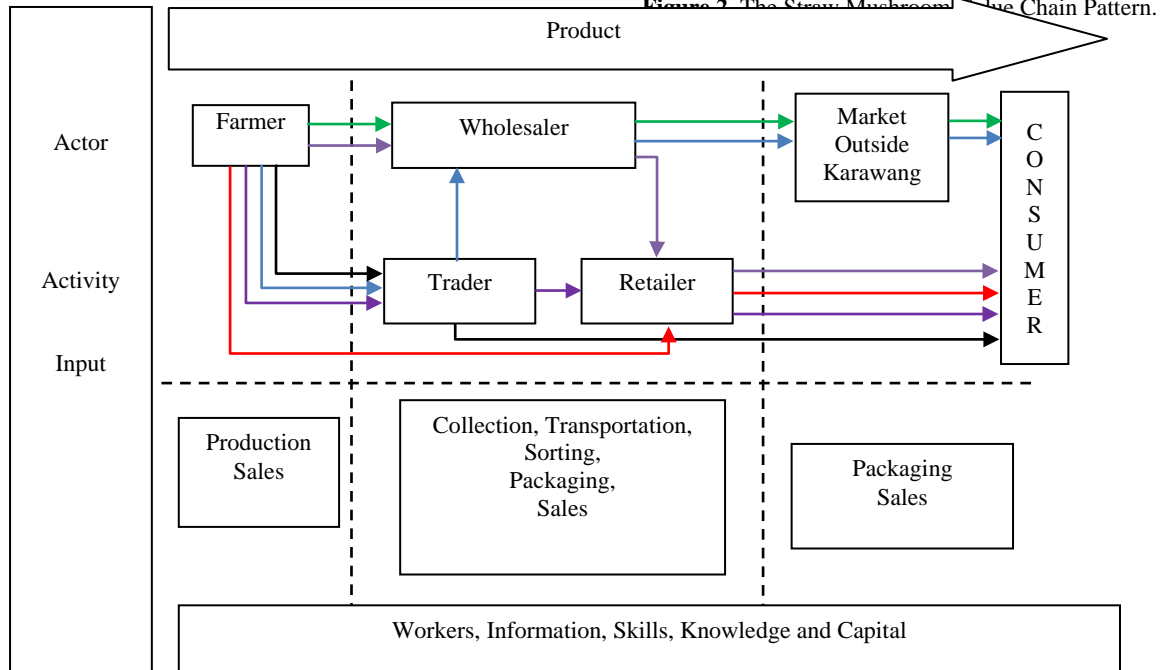 Figure 2. The Straw Mushroom ue Chain Pattern.
Product
Actor
Activity
Input
Farmer
Wholesaler
Market
Outside
Karawang
Trader
Retailer
C
O
N
S
U
M
E
R
Production
Sales
Collection, Transportation,
Sorting,
Packaging,
Sales
Packaging
Sales
Workers, Information, Skills, Knowledge and Capital